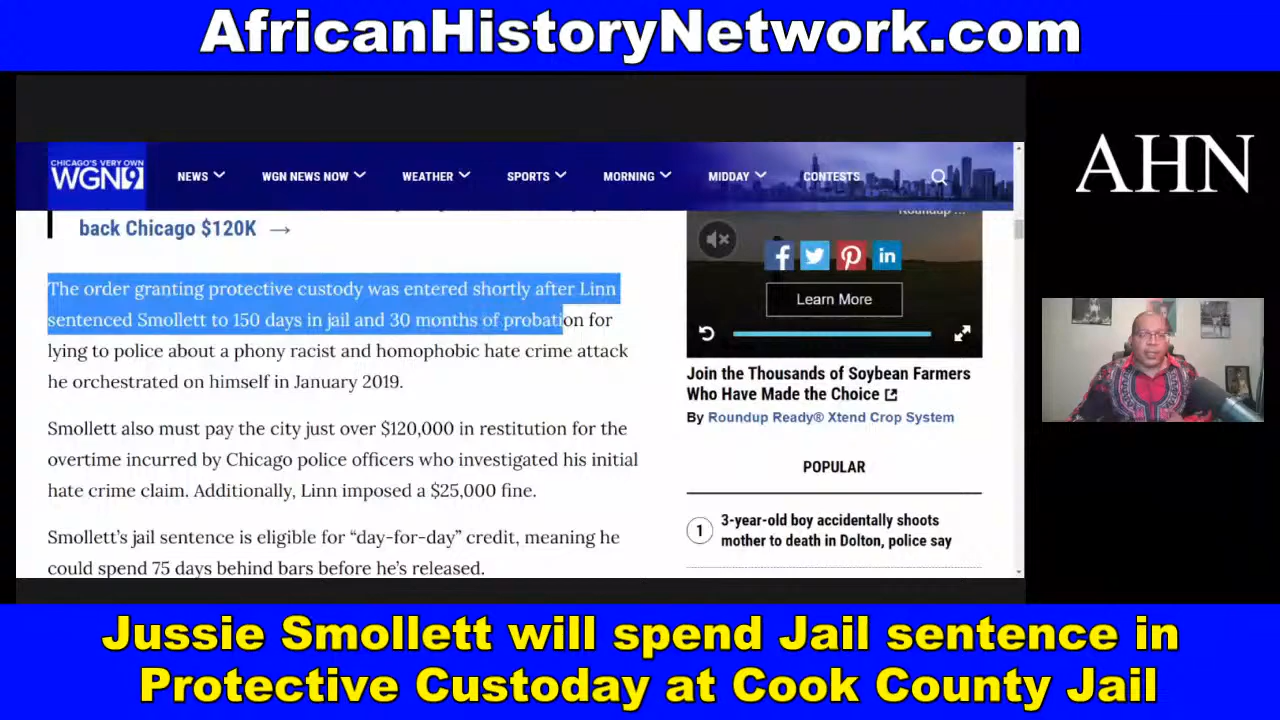 AfricanHistoryNetwork.com
CHICAGO'S VERY OWN
WGN9
NEWS
WGN NEWS NOW
WEATHER
SPORTS
MORNING
MIDDAY
CONTESTS
AHN
back Chicago $120K →
The order granting protective custody was entered shortly after Linn
sentenced Smollett to 150 days in jail and 30 months of probation for
lying to police about a phony racist and homophobic hate crime attack
he orchestrated on himself in January 2019.
Smollett also must pay the city just over $120,000 in restitution for the
overtime incurred by Chicago police officers who investigated his initial
hate crime claim. Additionally, Linn imposed a $25,000 fine.
Smollett's jail sentence is eligible for “day-for-day” credit, meaning he
could spend 75 days behind bars before he's released.
Roundup ...
Learn More
Join the Thousands of Soybean Farmers
Who Have Made the Choice
By Roundup Ready® Xtend Crop System
POPULAR
1 3-year-old boy accidentally shoots
mother to death in Dolton, police say
Jussie Smollett will spend Jail sentence in
Protective Custoday at Cook County Jail